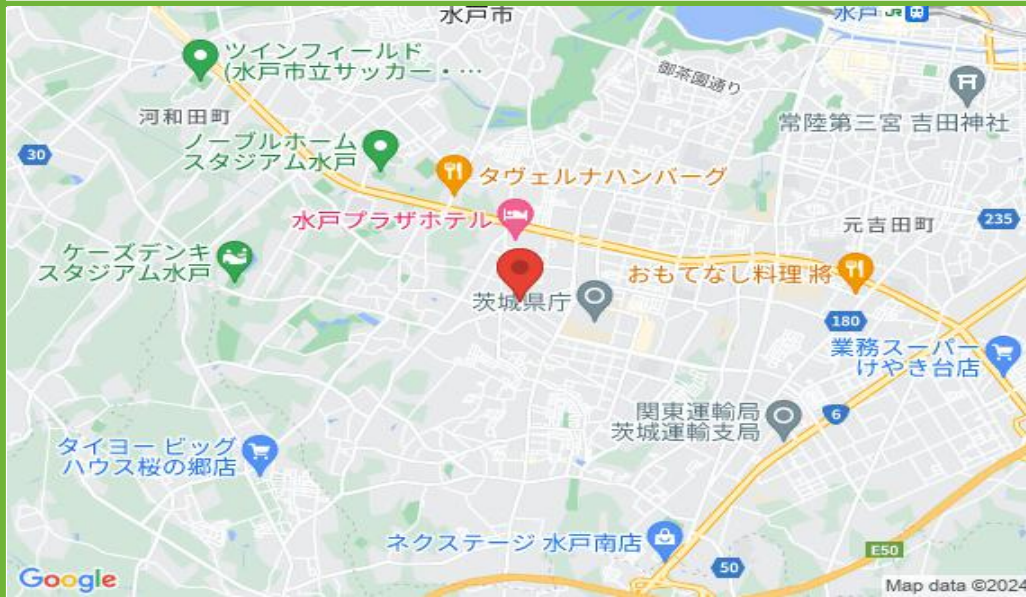 水戸市
水戸 JR
ツインフィールド
(水戸市立サッカー・…
御茶園通り
河和田町
常陸第三宮 吉田神社
30
ノーブルホーム
スタジアム水戸
タヴェルナハンバーグ
水戸プラザホテル
元吉田町
235
ケーズデンキ
スタジアム水戸
おもてなし料理 將
茨城県庁
180
業務スーパー
けやき台店
関東運輸局
茨城運輸支局
6
タイヨー ビッグ
ハウス桜の郷店
ネクステージ 水戸南店
E50
50
Google
Map data ©2024